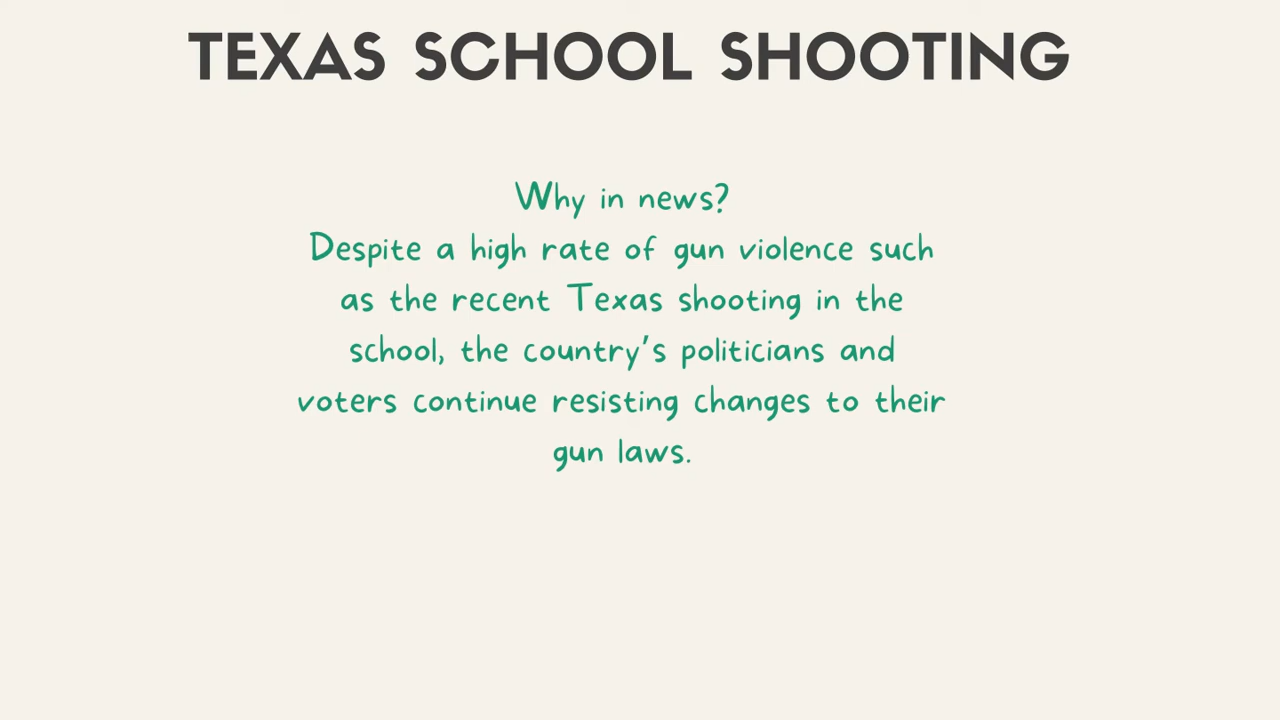 TEXAS SCHOOL SHOOTING
Why in news?
Despite a high rate of gun violence such
as the recent Texas shooting in the
school, the country's politicians and
voters continue resisting changes to their
gun laws.